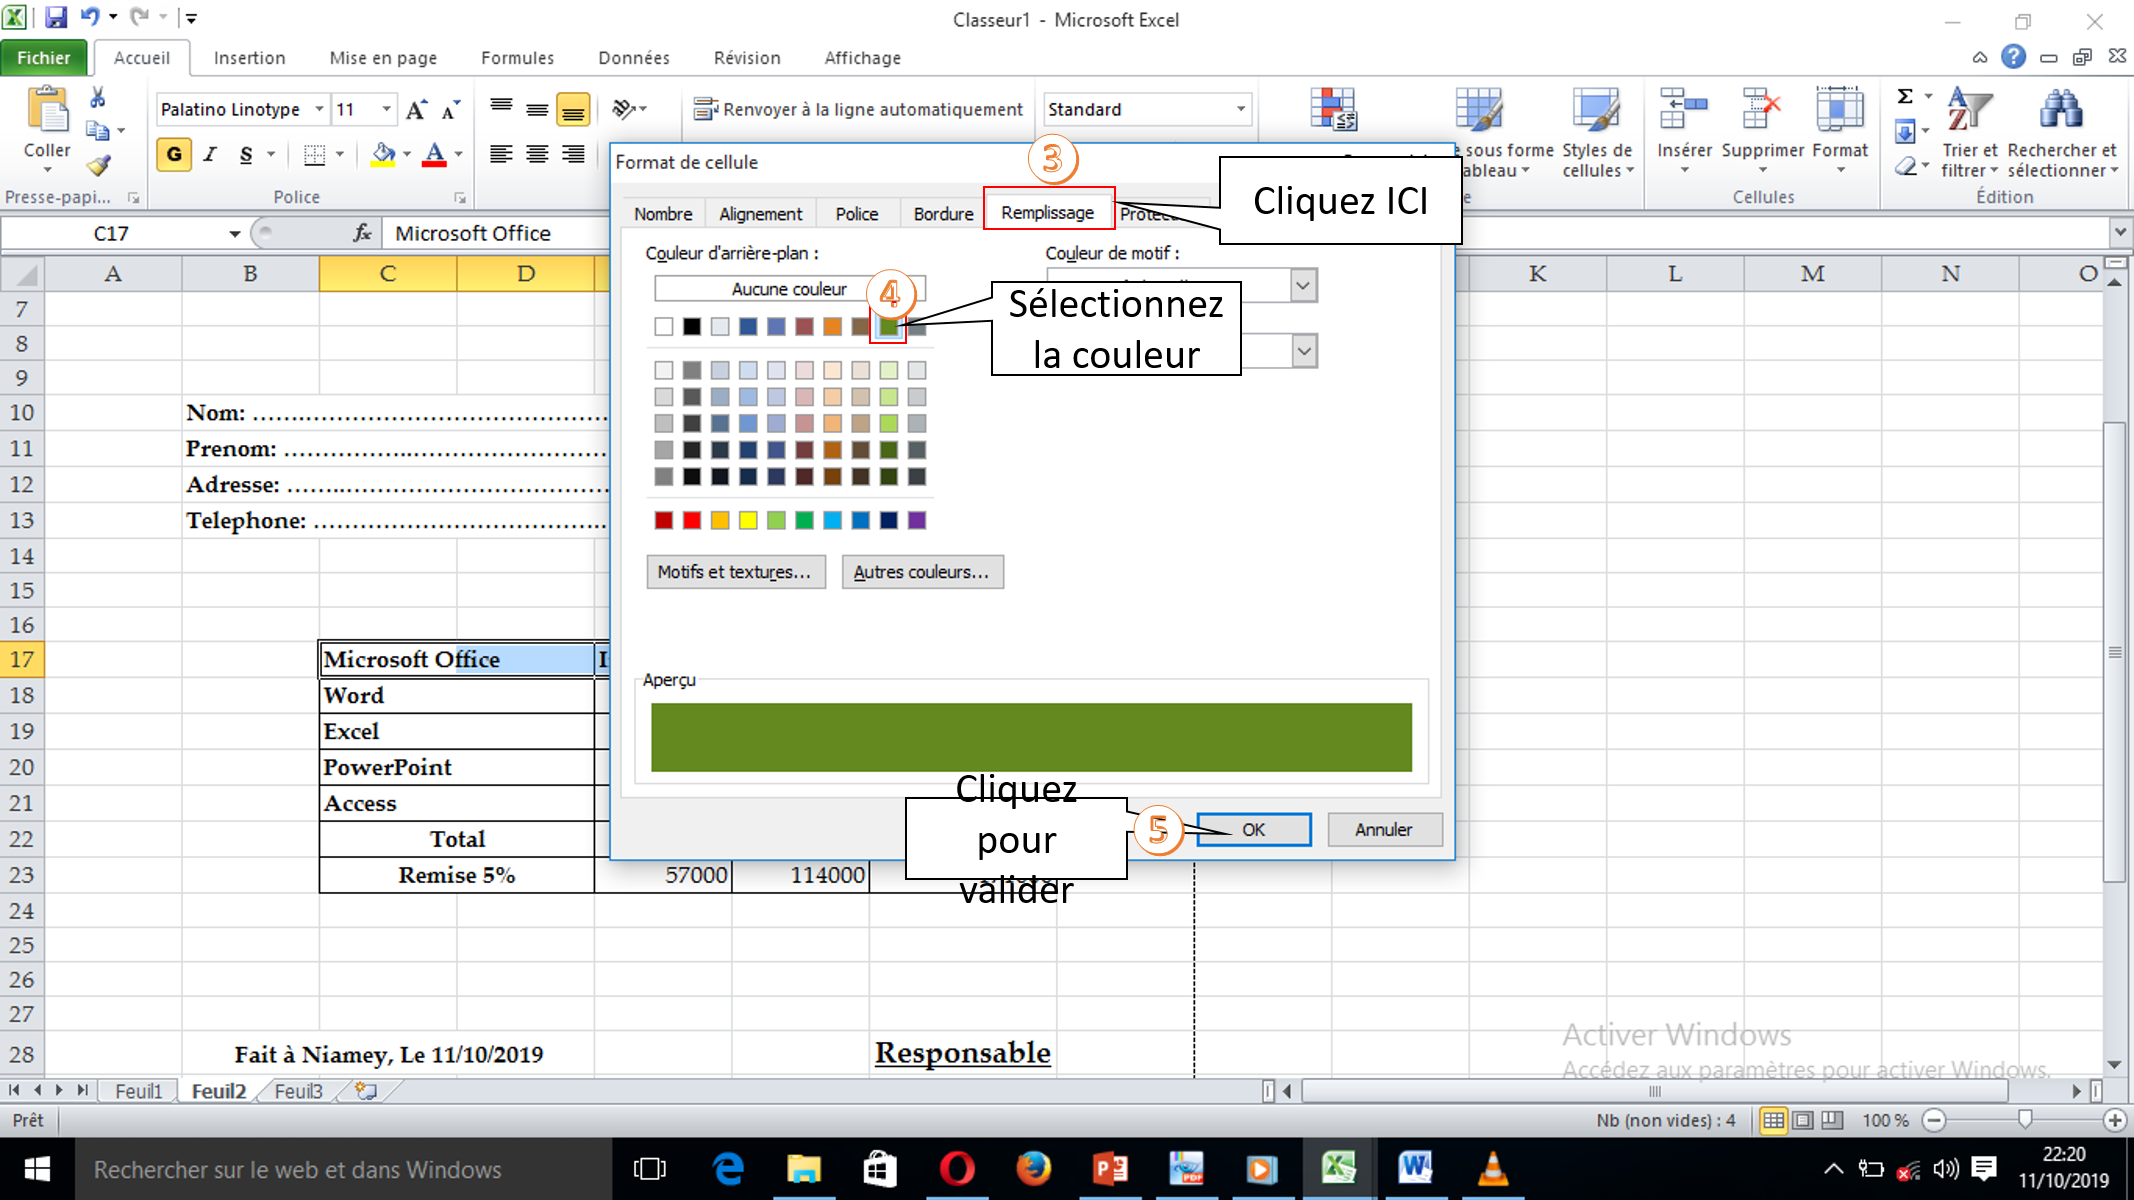 Classeur1 - Microsoft Excel
Fichier Accueil Insertion Mise en page Formules Données Révision Affichage
Palatino Linotype 11 Renvoyer à la ligne automatiquement Standard
Coller
G I S A
sous forme Styles de Insérer Supprimer Format Trier et Rechercher et
cellules filtrer sélectionner
Presse-papi... Police Cellules Édition
C17 fx Microsoft Office
Format de cellule
3
Cliquez ICI
Nombre Alignement Police Bordure Remplissage
Couleur d'arrière-plan :
Couleur de motif :
Aucune couleur
4
Sélectionnez
la couleur
Motifs et textures...
Autres couleurs...
Aperçu
Cliquez
pour
valider
5
OK
Annuler
A B C D K L M N O
7
8
9
10 Nom: ...............
11 Prenom: ...............
12 Adresse: ...............
13 Telephone: ...............
14
15
16
17 Microsoft Office
18 Word
19 Excel
20 PowerPoint
21 Access
22 Total
23 Remise 5% 57000 114000
24
25
26
27
28 Fait à Niamey, Le 11/10/2019 Responsable
Activer Windows
Accédez aux paramètres pour activer Windows.
Feuil1 Feuil2 Feuil3
Prêt
Nb (non vides) : 4 100 %
Rechercher sur le web et dans Windows
22:20
11/10/2019